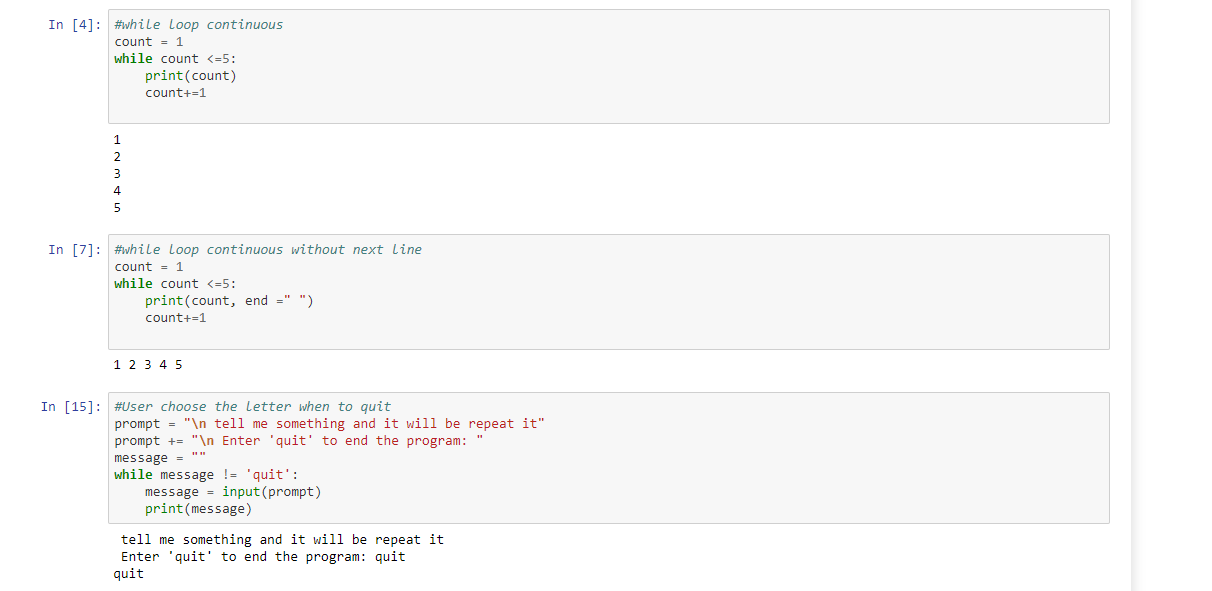 In [4]: #while loop continuous
count = 1
while count <=5:
    print(count)
    count+=1
1
2
3
4
5
In [7]: #while loop continuous without next line
count = 1
while count <=5:
    print(count, end =" ")
    count+=1
1 2 3 4 5
In [15]: #User choose the letter when to quit
prompt = "\n tell me something and it will be repeat it"
prompt += "\n Enter 'quit' to end the program: "
message = ""
while message != 'quit':
    message = input(prompt)
    print(message)
 tell me something and it will be repeat it
 Enter 'quit' to end the program: quit
quit